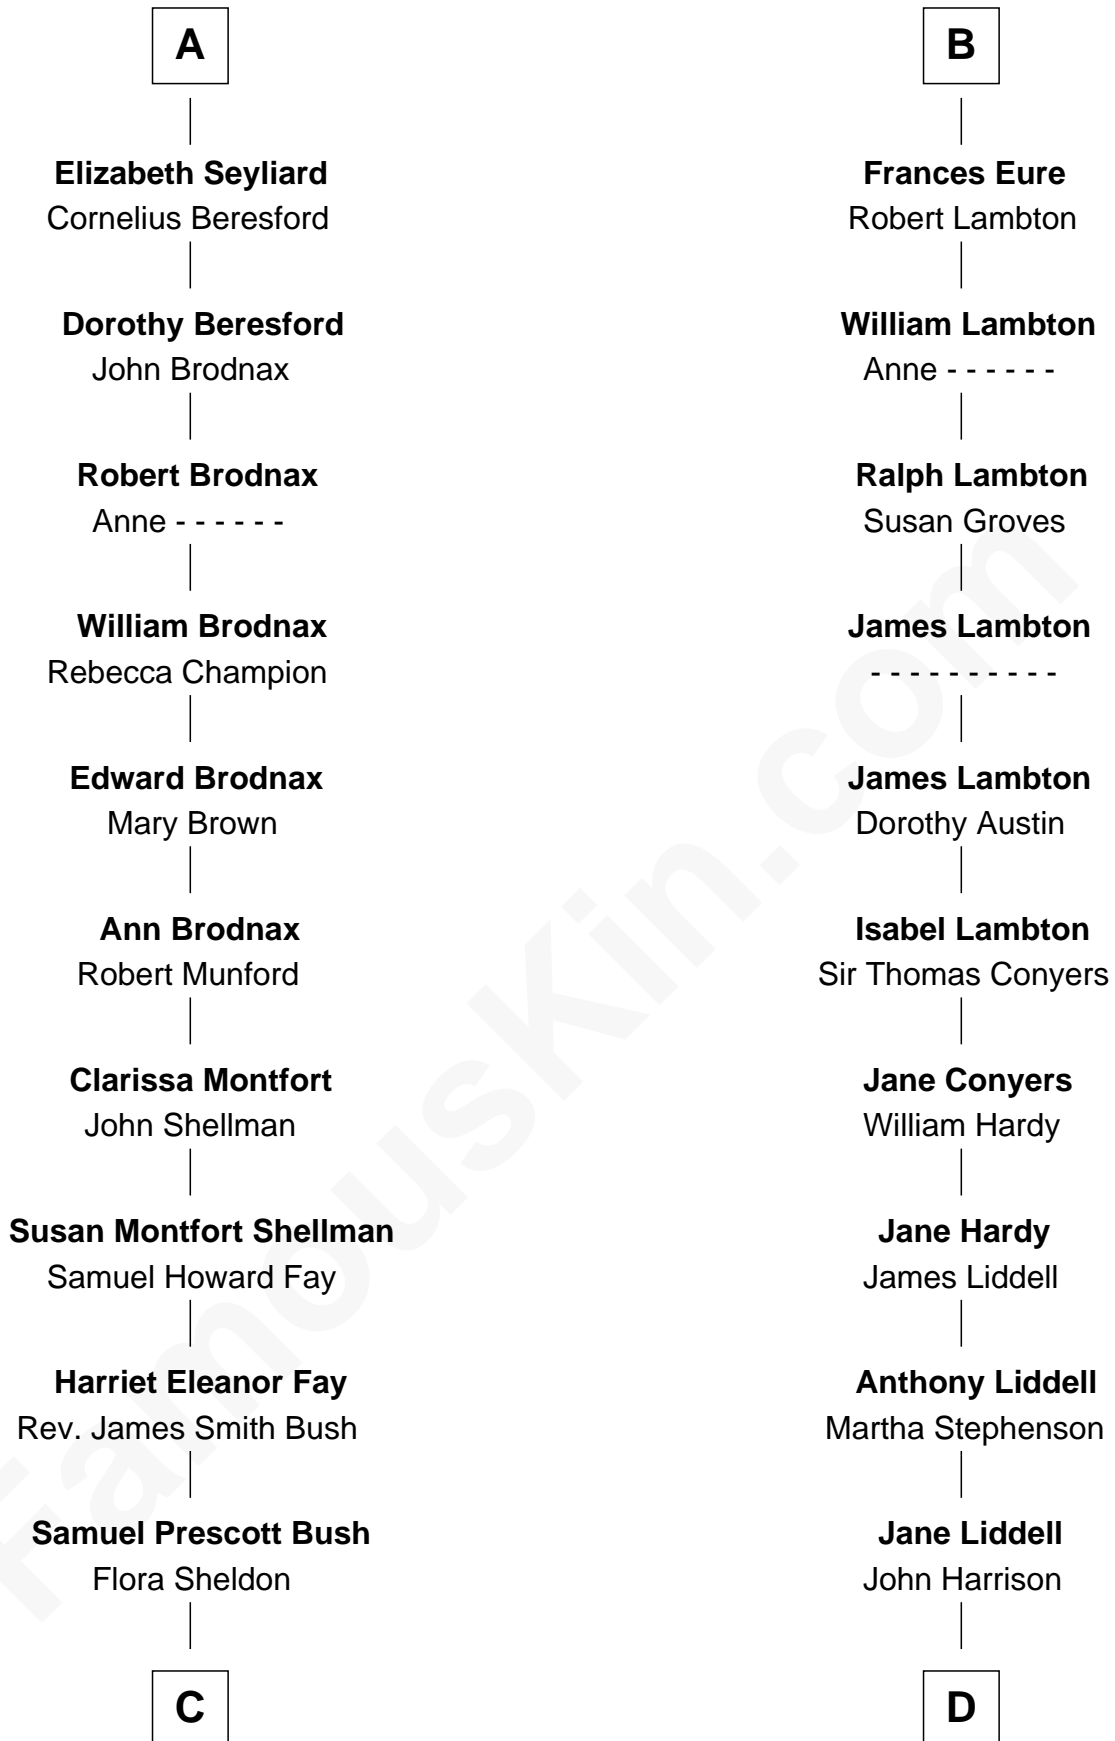 A
Elizabeth Seyliard
Cornelius Beresford
Dorothy Beresford
John Brodnax
Robert Brodnax
Anne - - - - - -
William Brodnax
Rebecca Champion
Edward Brodnax
Mary Brown
Ann Brodnax
Robert Munford
Clarissa Montfort
John Shellman
Susan Montfort Shellman
Samuel Howard Fay
Harriet Eleanor Fay
Rev. James Smith Bush
Samuel Prescott Bush
Flora Sheldon
C
B
Frances Eure
Robert Lambton
William Lambton
Anne - - - - - -
Ralph Lambton
Susan Groves
James Lambton
- - - - - - - - - -
James Lambton
Dorothy Austin
Isabel Lambton
Sir Thomas Conyers
Jane Conyers
William Hardy
Jane Hardy
James Liddell
Anthony Liddell
Martha Stephenson
Jane Liddell
John Harrison
D
FamousKin.com